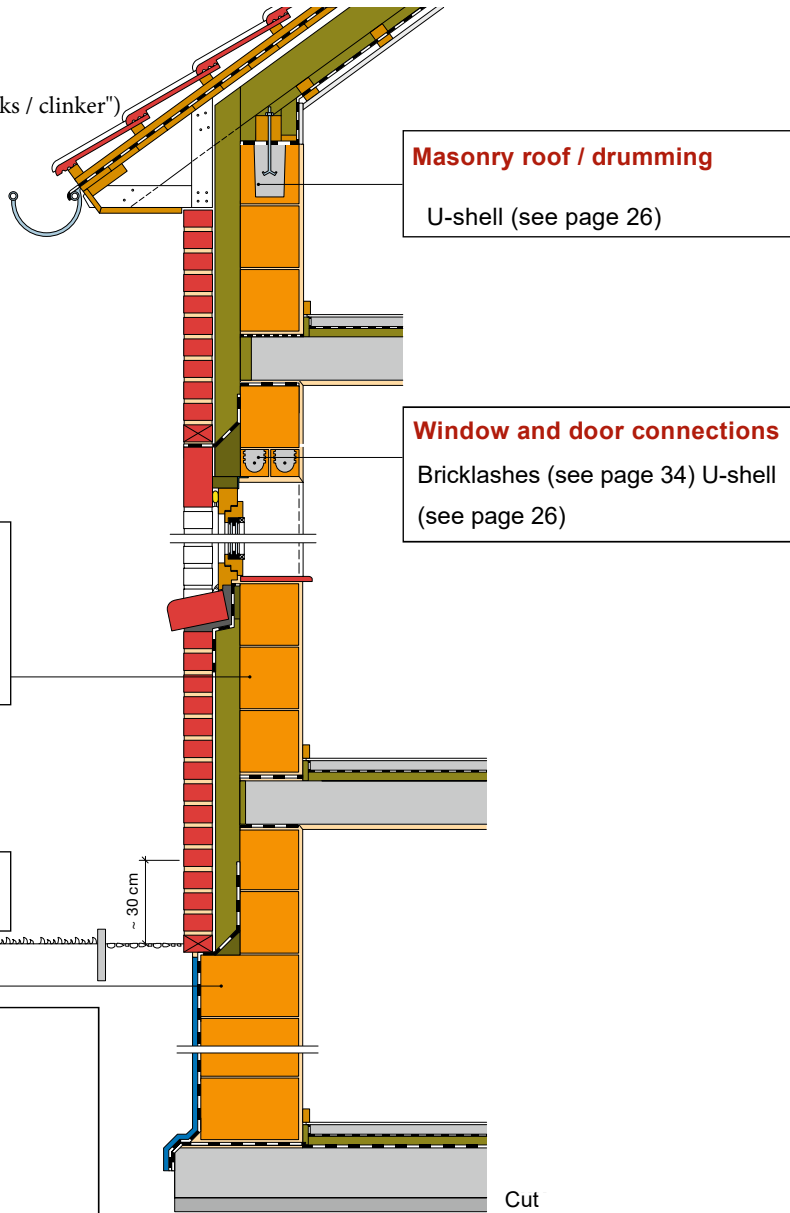 ks / clinker")
Masonry roof / drumming
U-shell (see page 26)
Window and door connections
Bricklashes (see page 34) U-shell
(see page 26)
~ 30 cm
Cut